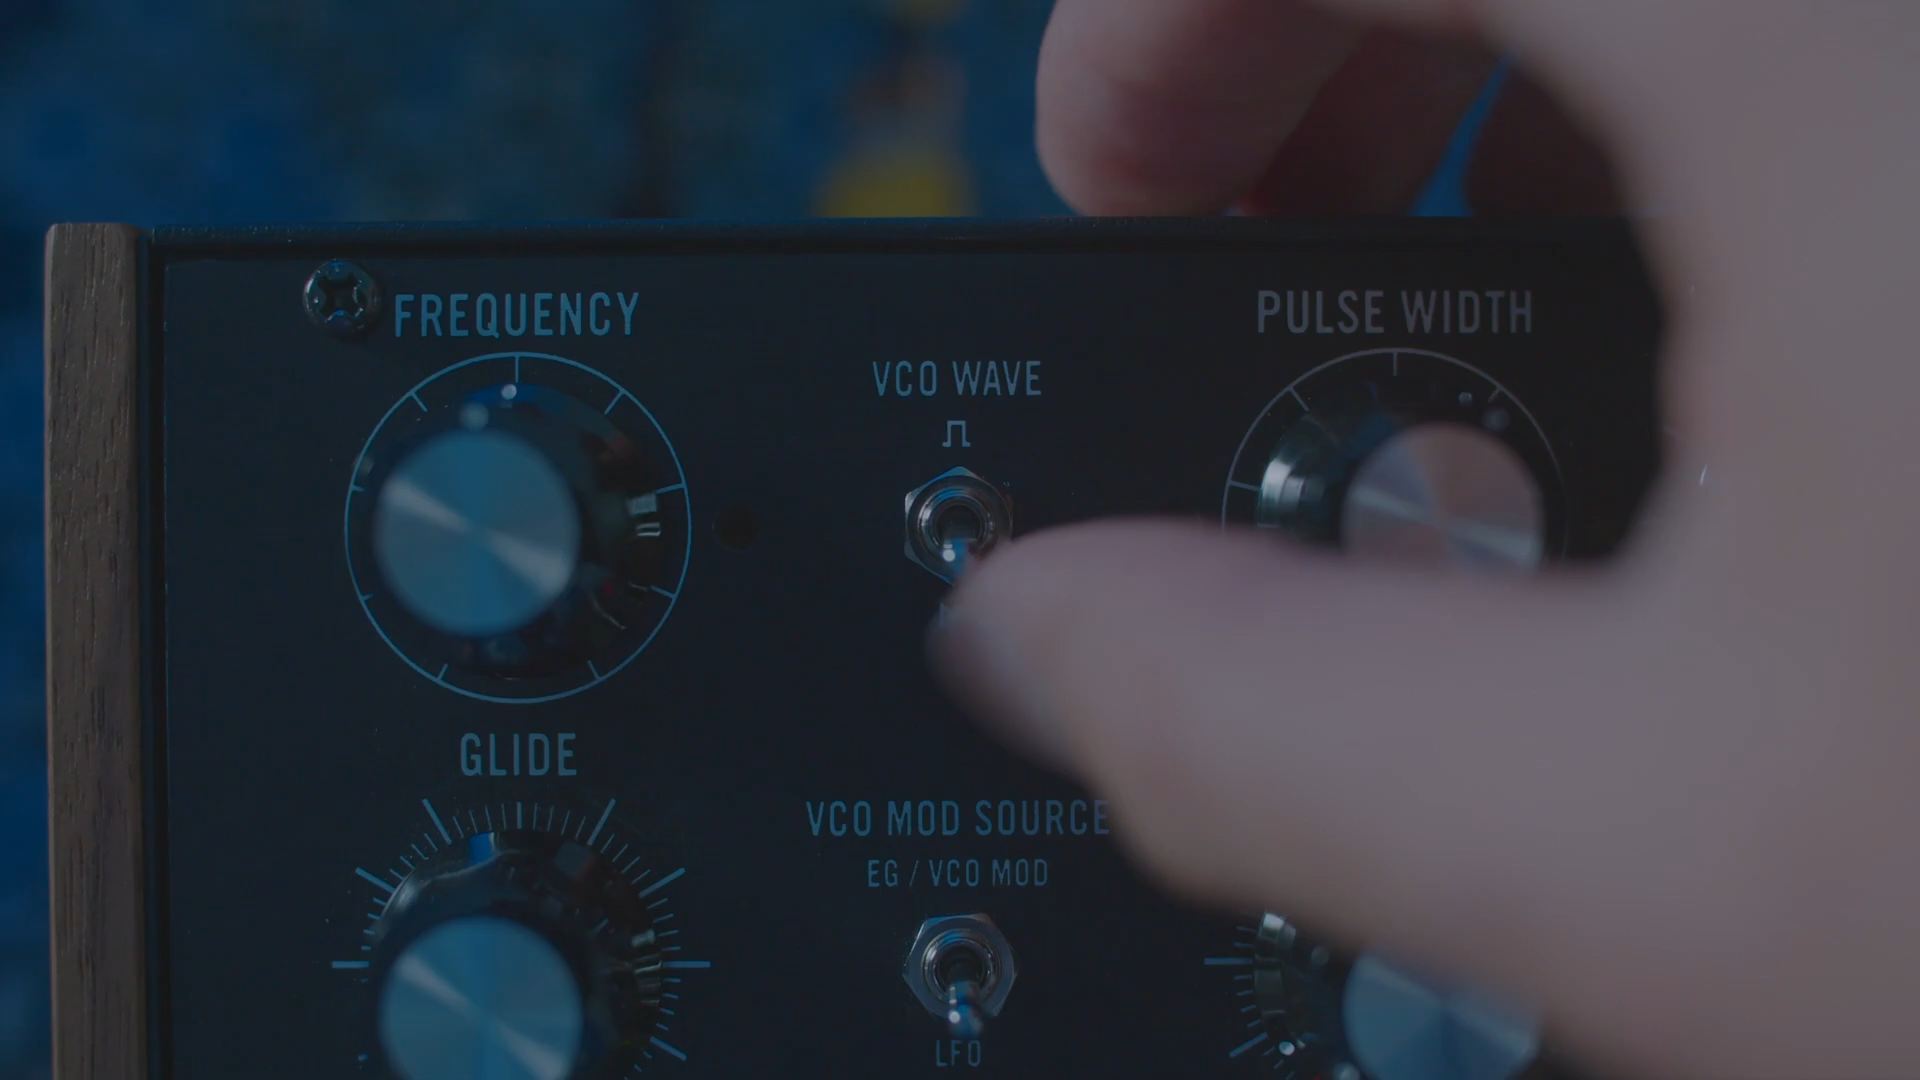 FREQUENCY
VCO WAVE
PULSE WIDTH
GLIDE
VCO MOD SOURCE
EG / VCO MOD
LFO